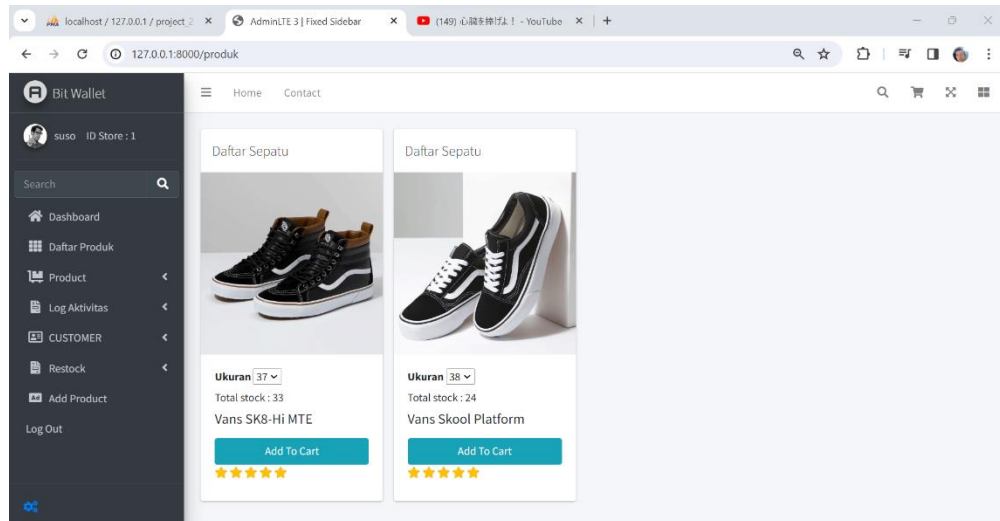 localhost / 127.0.0.1 / project_2
AdminLTE 3 | Fixed Sidebar
(149) 心臓を捧げよ！ - YouTube
127.0.0.1:8000/produk
Bit Wallet
Home Contact
suso ID Store : 1
Search
Dashboard
Daftar Produk
Product
Log Aktivitas
CUSTOMER
Restock
Add Product
Log Out
Daftar Sepatu
Ukuran 37
Total stock : 33
Vans SK8-Hi MTE
Add To Cart
Daftar Sepatu
Ukuran 38
Total stock : 24
Vans Skool Platform
Add To Cart